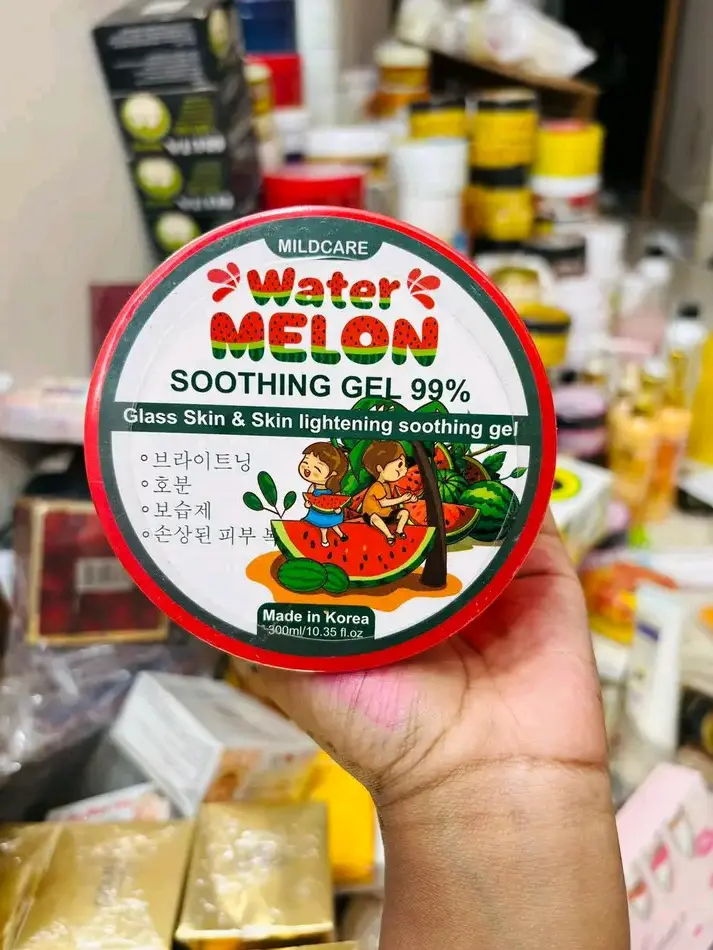 MILDCARE
Water
MELON
SOOTHING GEL 99%
Glass Skin & Skin lightening soothing gel
◦브라이트닝
◦호분
◦보습제
◦손상된 피부
Made in Korea
300ml/10.35 fl.oz